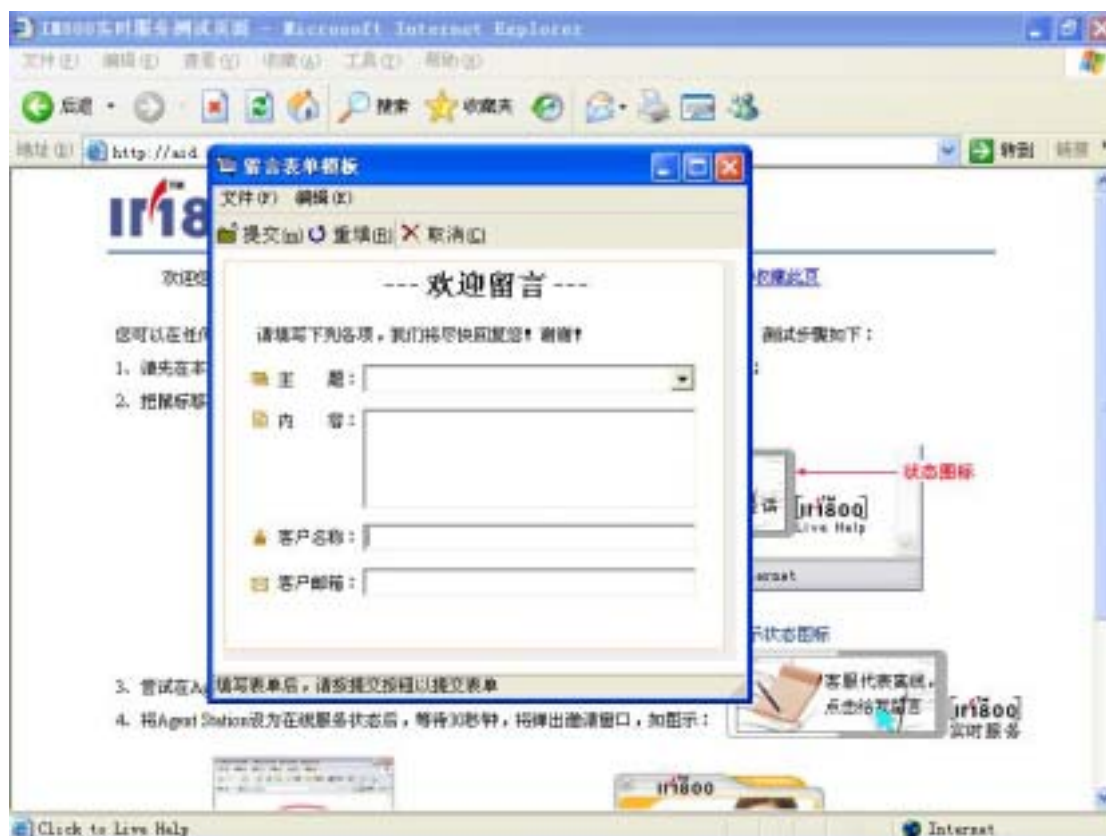 IM800实时服务测试页面 - Microsoft Internet Explorer
文件(F) 编辑(E) 查看(V) 收藏(A) 工具(T) 帮助(H)
后退 搜索 收藏夹
地址(D) http://aid 转到 链接
留言表单模板
文件(F) 编辑(E)
提交(m) 重填(R) 取消(C)
--- 欢迎留言 ---
欢迎您 收藏此页
请填写下列各项，我们将尽快回复您! 谢谢!
您可以在任何 测试步骤如下：
1、请先在本
主 题：
2、把鼠标移
内 容：
状态图标
话 im800
Live Help
客户名称：
ernet
客户邮箱：
示状态图标
3、尝试在Ag
填写表单后，请按提交按钮以提交表单
客服代表离线，
点击给我留言
im800
实时服务
4、将Agent Station设为在线服务状态后，等待30秒钟，将弹出邀请窗口，如图示：
im800
Click to Live Help Internet